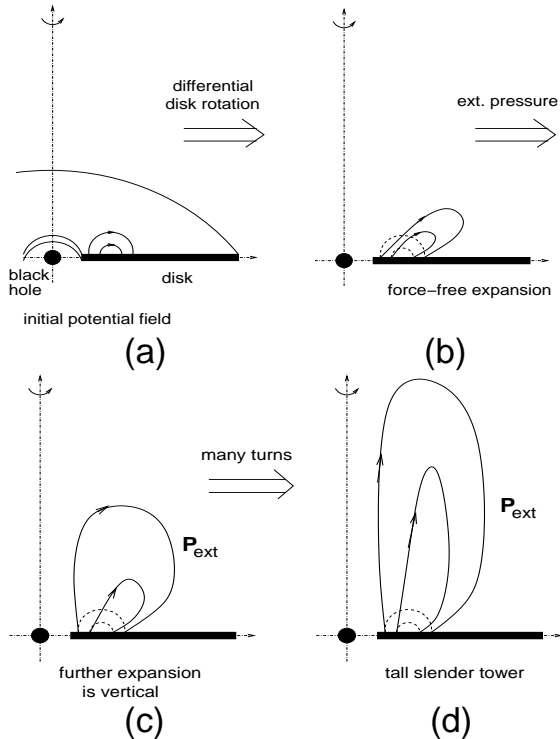 differential
disk rotation
black
hole
disk
initial potential field
(a)
ext. pressure
force−free expansion
(b)
many turns
P ext
further expansion
is vertical
(c)
P ext
tall slender tower
(d)